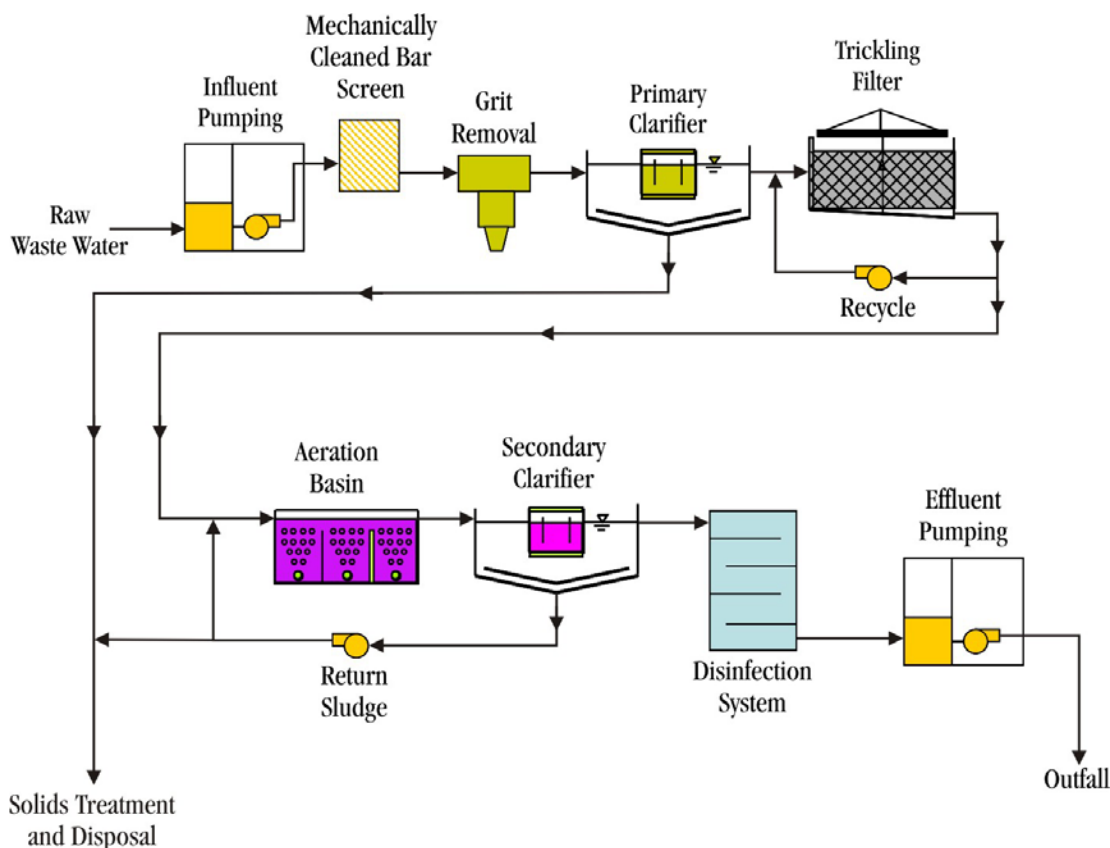 Mechanically
Cleaned Bar
Screen
Influent
Pumping
Grit
Removal
Primary
Clarifier
Trickling
Filter
Raw
Waste Water
Recycle
Aeration
Basin
Secondary
Clarifier
Effluent
Pumping
Return
Sludge
Disinfection
System
Outfall
Solids Treatment
and Disposal